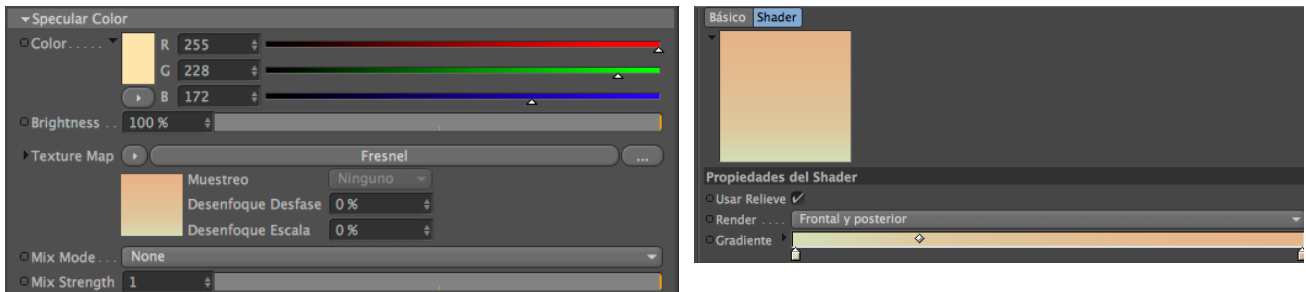 Specular Color
Color..... R 255
G 228
B 172
Brightness .. 100 %
Texture Map Fresnel ...
Muestreo Ninguno
Desenfoque Desfase 0 %
Desenfoque Escala 0 %
Mix Mode... None
Mix Strength 1
Básico Shader
Propiedades del Shader
Usar Relieve
Render .... Frontal y posterior
Gradiente